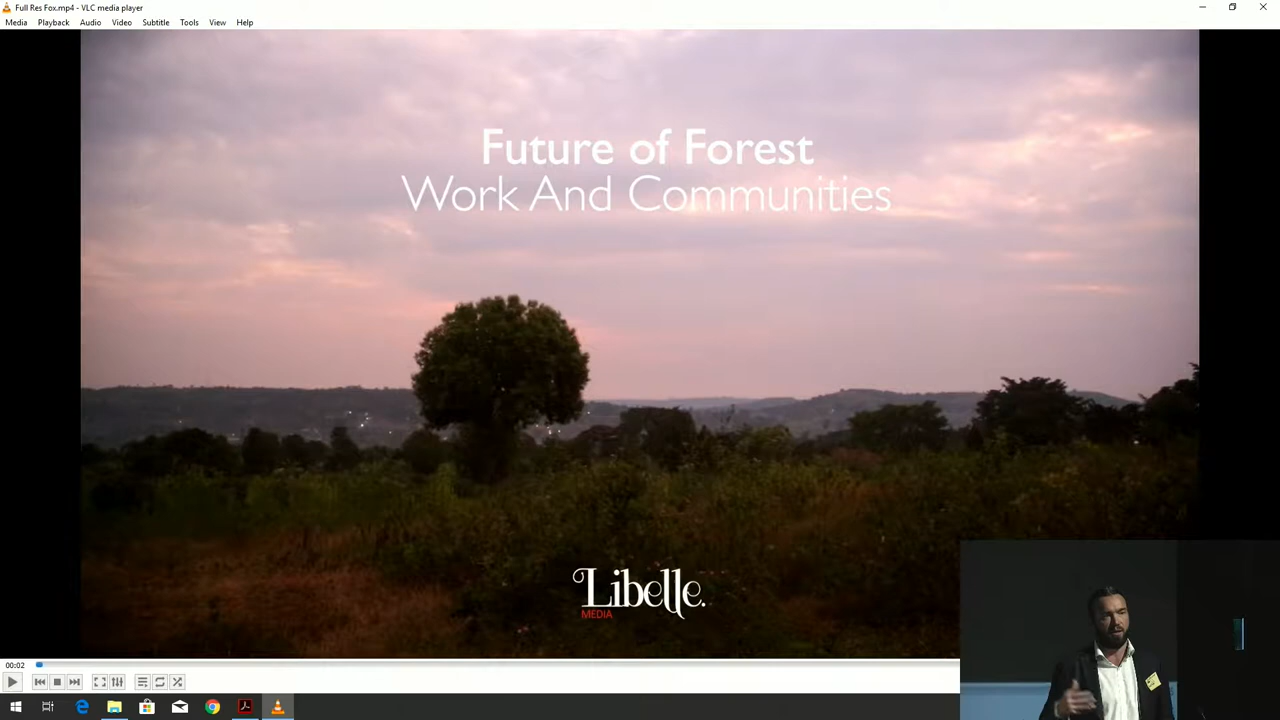 Full Res Fox.mp4 - VLC media player
Media Playback Audio Video Subtitle Tools View Help
Future of Forest
Work And Communities
Libelle.
MEDIA
00:02